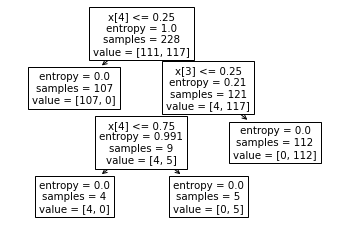 x[4] <= 0.25
entropy = 1.0
samples = 228
value = [111, 117]
entropy = 0.0
samples = 107
value = [107, 0]
x[3] <= 0.25
entropy = 0.21
samples = 121
value = [4, 117]
x[4] <= 0.75
entropy = 0.991
samples = 9
value = [4, 5]
entropy = 0.0
samples = 112
value = [0, 112]
entropy = 0.0
samples = 4
value = [4, 0]
entropy = 0.0
samples = 5
value = [0, 5]